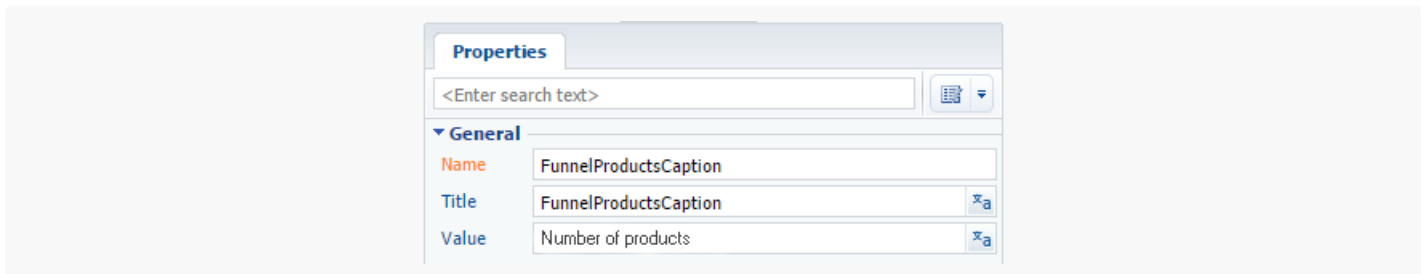 Properties
<Enter search text>
General
Name FunnelProductsCaption
Title FunnelProductsCaption
Value Number of products